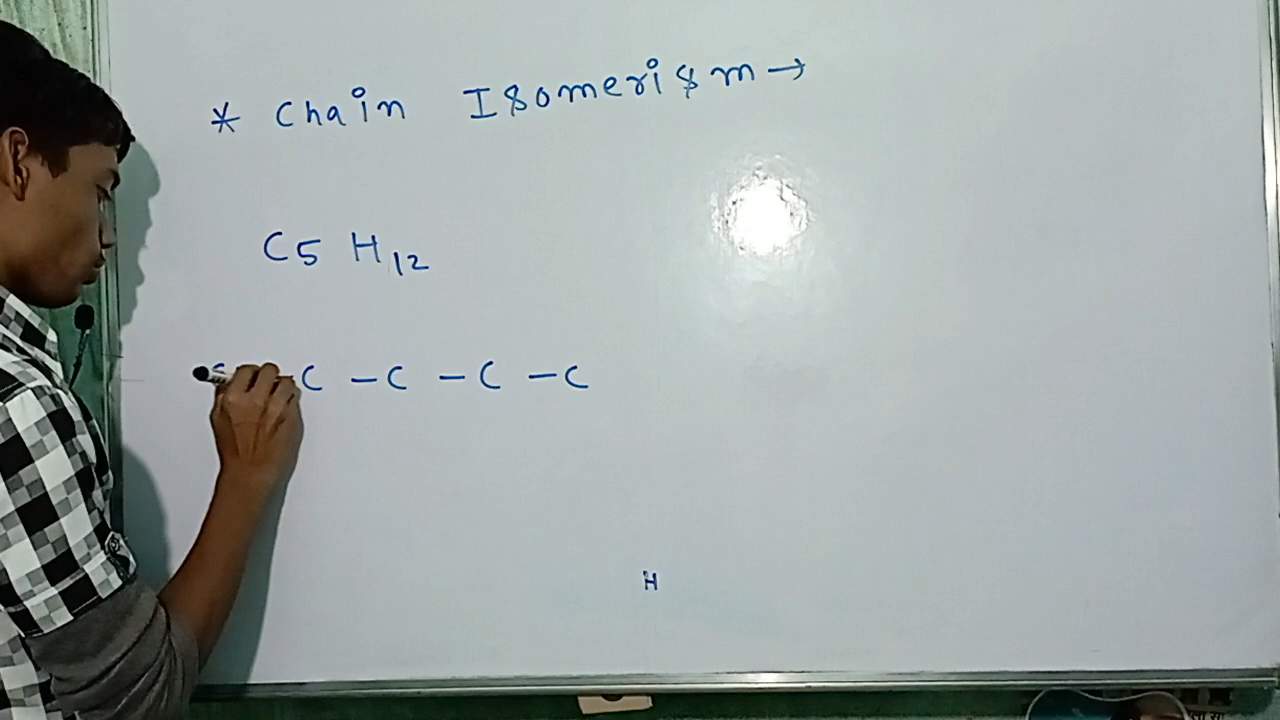 * Chain Isomerism →
C5 H12
C - C - C - C - C
H